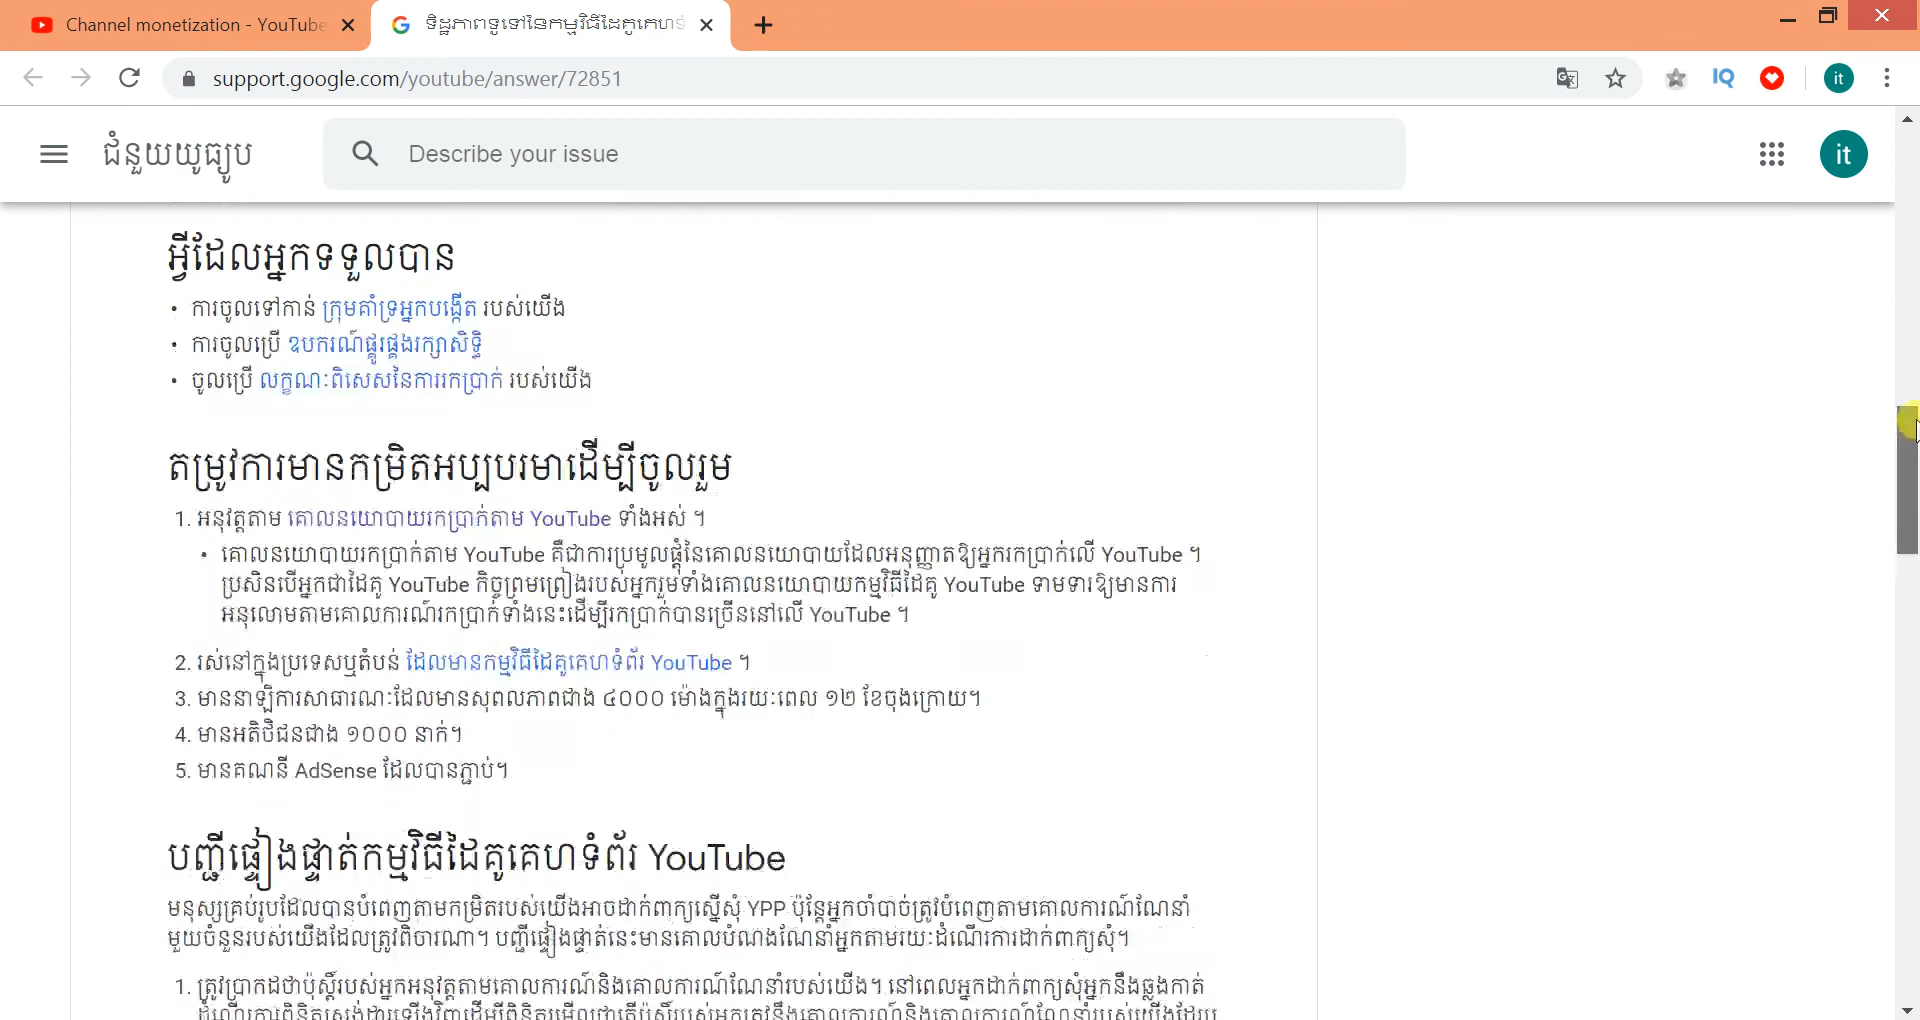 Channel monetization - YouTube
ទិដ្ឋភាពទូទៅនៃកម្មវិធីដៃគូគេហទំ
support.google.com/youtube/answer/72851
IQ
it
ជំនួយយូធ្យូប
Describe your issue
it
អ្វីដែលអ្នកទទួលបាន
• ការចូលទៅកាន់ ក្រុមគាំទ្រអ្នកបង្កើត របស់យើង
• ការចូលប្រើ ឧបករណ៍ផ្គូរផ្គងរក្សាសិទ្ធិ
• ចូលប្រើ លក្ខណៈពិសេសនៃការរកប្រាក់ របស់យើង
តម្រូវការមានកម្រិតអប្បបរមាដើម្បីចូលរួម
1. អនុវត្តតាម គោលនយោបាយរកប្រាក់តាម YouTube ទាំងអស់ ។
• គោលនយោបាយរកប្រាក់តាម YouTube គឺជាការប្រមូលផ្តុំនៃគោលនយោបាយដែលអនុញ្ញាតឱ្យអ្នករកប្រាក់លើ YouTube ។
ប្រសិនបើអ្នកជាដៃគូ YouTube កិច្ចព្រមព្រៀងរបស់អ្នករួមទាំងគោលនយោបាយកម្មវិធីដៃគូ YouTube ទាមទារឱ្យមានការ
អនុលោមតាមគោលការណ៍រកប្រាក់ទាំងនេះដើម្បីរកប្រាក់បានច្រើននៅលើ YouTube ។
2. រស់នៅក្នុងប្រទេសឬតំបន់ ដែលមានកម្មវិធីដៃគូគេហទំព័រ YouTube ។
3. មាននាឡិការសាធារណៈដែលមានសុពលភាពជាង ៤០០០ ម៉ោងក្នុងរយៈពេល ១២ ខែចុងក្រោយ។
4. មានអតិថិជនជាង ១០០០ នាក់។
5. មានគណនី AdSense ដែលបានភ្ជាប់។
បញ្ជីផ្ទៀងផ្ទាត់កម្មវិធីដៃគូគេហទំព័រ YouTube
មនុស្សគ្រប់រូបដែលបានបំពេញតាមកម្រិតរបស់យើងអាចដាក់ពាក្យស្នើសុំ YPP ប៉ុន្តែអ្នកចាំបាច់ត្រូវបំពេញតាមគោលការណ៍ណែនាំ
មួយចំនួនរបស់យើងដែលត្រូវពិចារណា។ បញ្ជីផ្ទៀងផ្ទាត់នេះមានគោលបំណងណែនាំអ្នកតាមរយៈដំណើរការដាក់ពាក្យសុំ។
1. ត្រូវប្រាកដថាប៉ុស្តិ៍របស់អ្នកអនុវត្តតាមគោលការណ៍និងគោលការណ៍ណែនាំរបស់យើង។ នៅពេលអ្នកដាក់ពាក្យសុំអ្នកនឹងឆ្លងកាត់